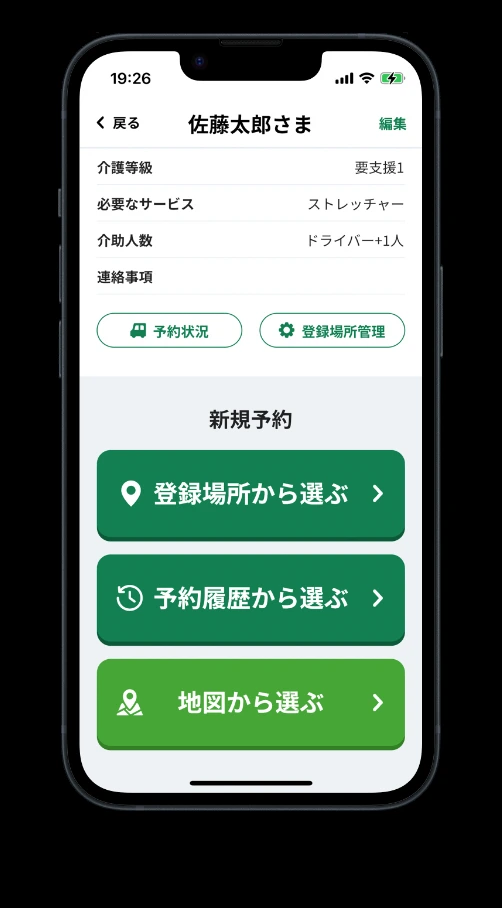 19:26
戻る 佐藤太郎さま 編集
介護等級 要支援1
必要なサービス ストレッチャー
介助人数 ドライバー+1人
連絡事項
予約状況 登録場所管理
新規予約
登録場所から選ぶ
予約履歴から選ぶ
地図から選ぶ